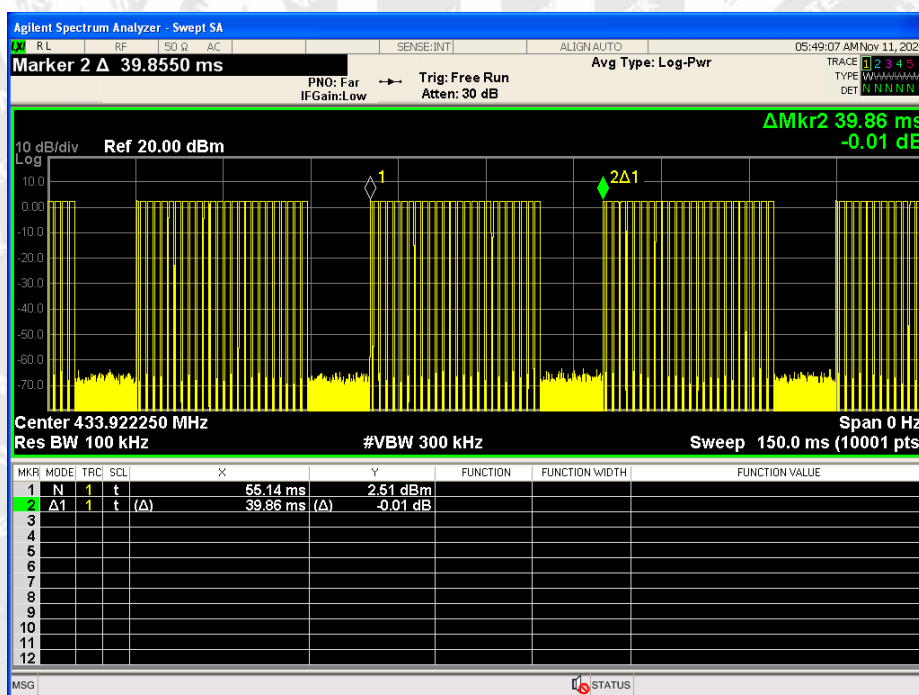 Agilent Spectrum Analyzer - Swept SA
LXI RL RF 50 Ω AC SENSE:INT ALIGNAUTO 05:49:07 AM Nov 11, 202
Marker 2 Δ 39.8550 ms Avg Type: Log-Pwr TRACE 1 2 3 4 5
PNO: Far Trig: Free Run TYPE W
IFGain:Low Atten: 30 dB DET N N N N N
ΔMkr2 39.86 ms
10 dB/div Ref 20.00 dBm -0.01 dB
Log
1 2Δ1
10.0
0.00
-10.0
-20.0
-30.0
-40.0
-50.0
-60.0
-70.0
Center 433.922250 MHz Span 0 Hz
Res BW 100 kHz #VBW 300 kHz Sweep 150.0 ms (10001 pts
MKR MODE TRC SCL X Y FUNCTION FUNCTION WIDTH FUNCTION VALUE
1 N 1 t 55.14 ms 2.51 dBm
2 Δ1 1 t (Δ) 39.86 ms (Δ) -0.01 dB
3
4
5
6
7
8
9
10
11
12
MSG STATUS